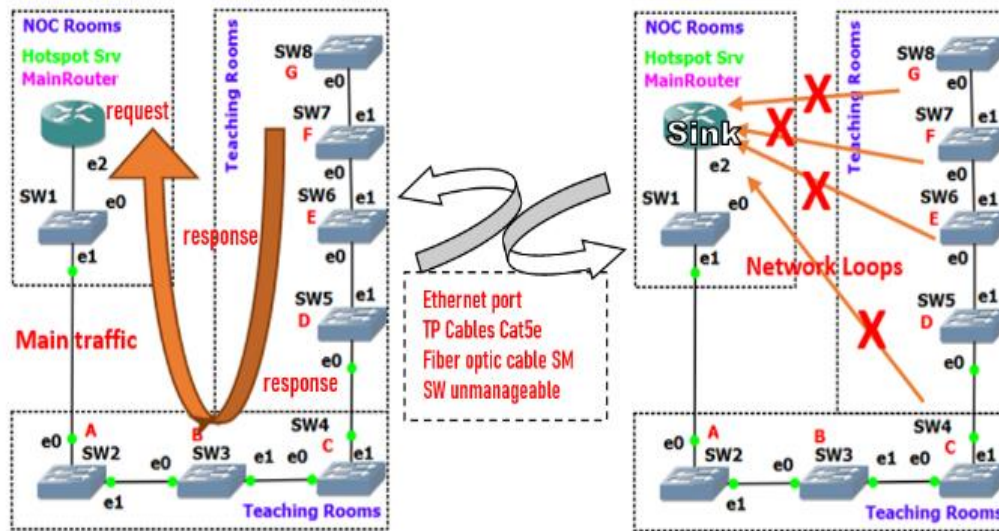 NOC Rooms
Hotspot Srv
MainRouter
request
e2
SW1
e0
e1
Main traffic
Teaching Rooms
SW8
G
e0
e1
SW7
F
e0
e1
SW6
E
e0
response
e1
SW5
D
e0
response
A
e0
SW2
e1
B
e0
SW3
e1
SW4
C
e0
e1
Teaching Rooms
Ethernet port
TP Cables Cat5e
Fiber optic cable SM
SW unmanageable
NOC Rooms
Hotspot Srv
MainRouter
Sink
e2
SW1
e0
e1
Network Loops
X
X
X
X
Teaching Rooms
SW8
G
e0
e1
SW7
F
e0
e1
SW6
E
e0
e1
SW5
D
e0
A
e0
SW2
e1
B
e0
SW3
e1
SW4
C
e0
e1
Teaching Rooms